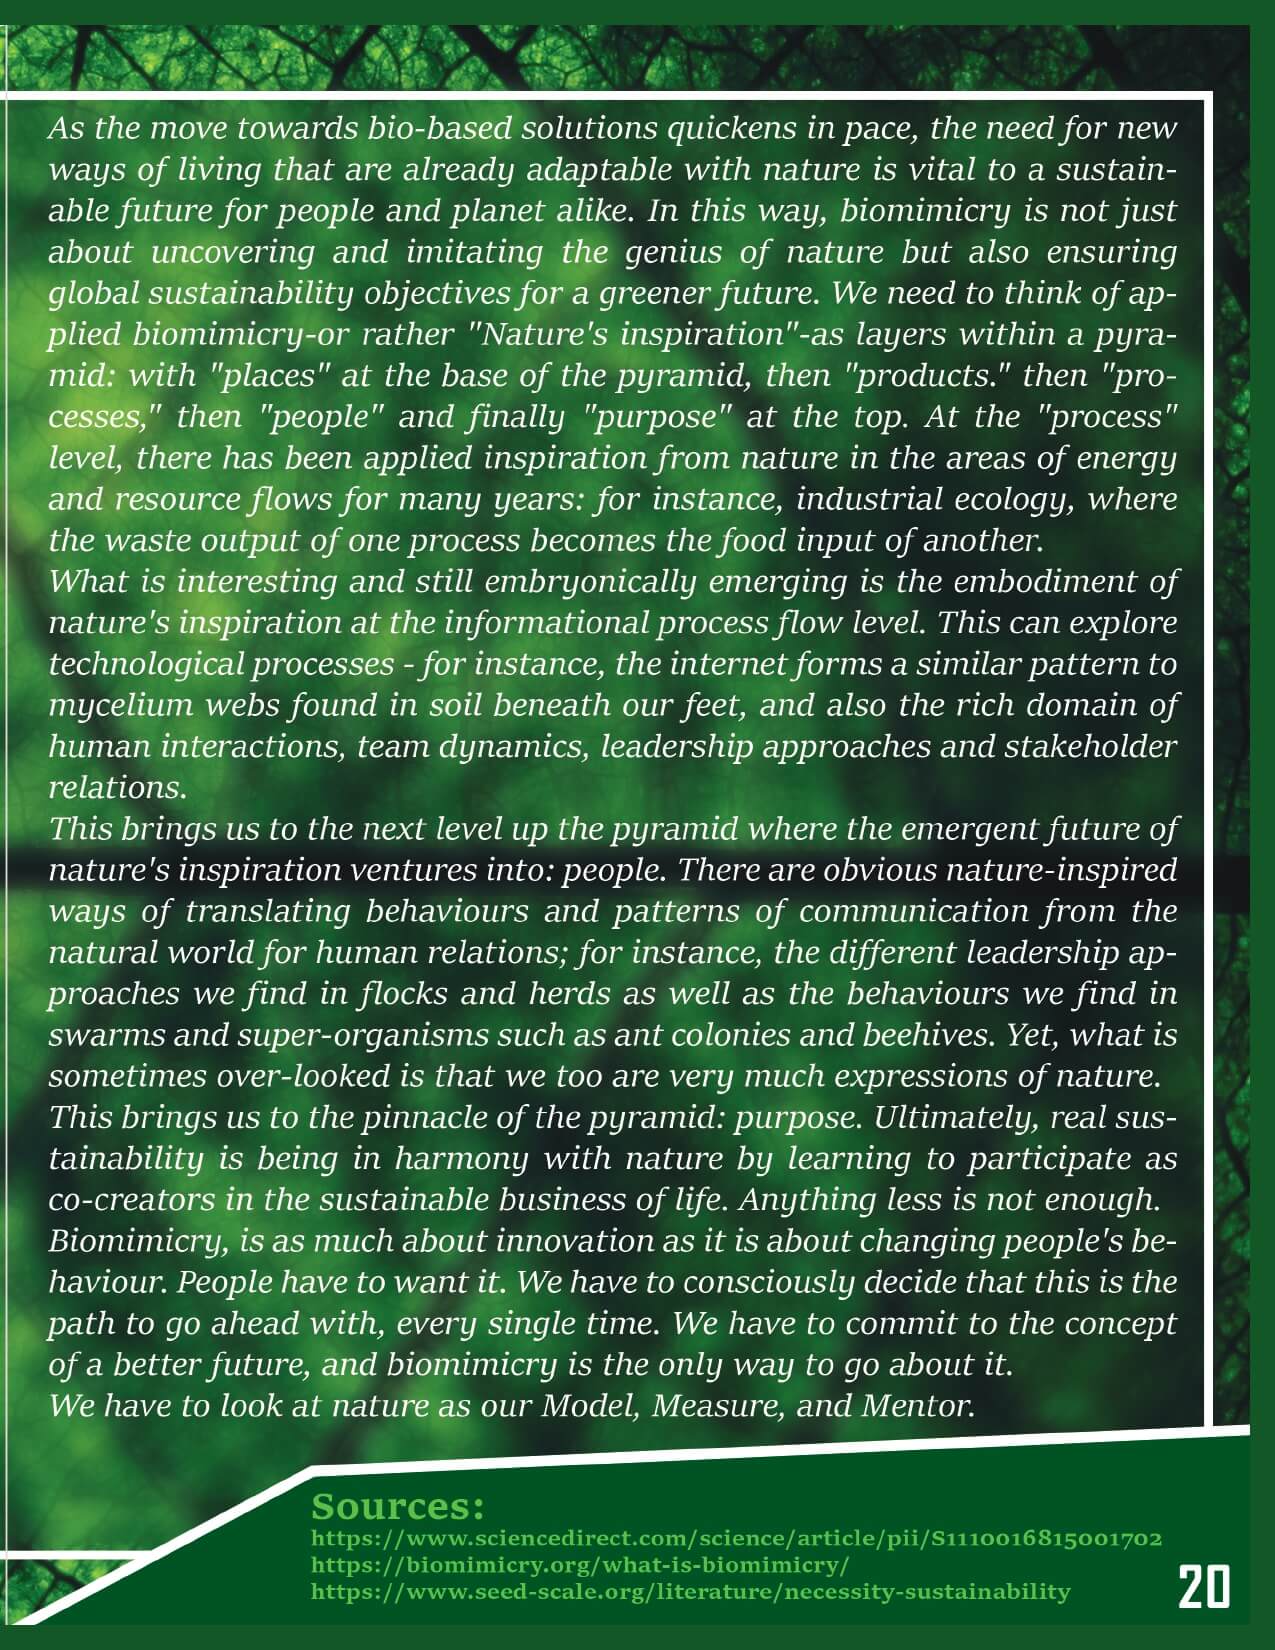 As the move towards bio-based solutions quickens in pace, the need for new
ways of living that are already adaptable with nature is vital to a sustain-
able future for people and planet alike. In this way, biomimicry is not just
about uncovering and imitating the genius of nature but also ensuring
global sustainability objectives for a greener future. We need to think of ap-
plied biomimicry-or rather "Nature's inspiration"-as layers within a pyra-
mid: with "places" at the base of the pyramid, then "products." then "pro-
cesses," then "people" and finally "purpose" at the top. At the "process"
level, there has been applied inspiration from nature in the areas of energy
and resource flows for many years: for instance, industrial ecology, where
the waste output of one process becomes the food input of another.
What is interesting and still embryonically emerging is the embodiment of
nature's inspiration at the informational process flow level. This can explore
technological processes - for instance, the internet forms a similar pattern to
mycelium webs found in soil beneath our feet, and also the rich domain of
human interactions, team dynamics, leadership approaches and stakeholder
relations.
This brings us to the next level up the pyramid where the emergent future of
nature's inspiration ventures into: people. There are obvious nature-inspired
ways of translating behaviours and patterns of communication from the
natural world for human relations; for instance, the different leadership ap-
proaches we find in flocks and herds as well as the behaviours we find in
swarms and super-organisms such as ant colonies and beehives. Yet, what is
sometimes over-looked is that we too are very much expressions of nature.
This brings us to the pinnacle of the pyramid: purpose. Ultimately, real sus-
tainability is being in harmony with nature by learning to participate as
co-creators in the sustainable business of life. Anything less is not enough.
Biomimicry, is as much about innovation as it is about changing people's be-
haviour. People have to want it. We have to consciously decide that this is the
path to go ahead with, every single time. We have to commit to the concept
of a better future, and biomimicry is the only way to go about it.
We have to look at nature as our Model, Measure, and Mentor.
Sources:
https://www.sciencedirect.com/science/article/pii/S1110016815001702
https://biomimicry.org/what-is-biomimicry/
https://www.seed-scale.org/literature/necessity-sustainability
20